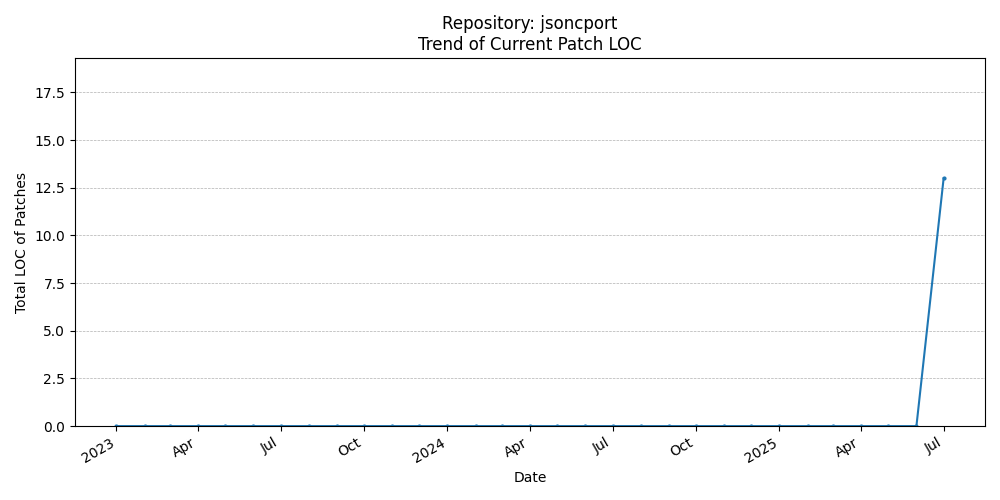 Repository: jsoncport
Trend of Current Patch LOC
Total LOC of Patches
17.5
15.0
12.5
10.0
7.5
5.0
2.5
0.0
2023
Apr
Jul
Oct
2024
Apr
Jul
Oct
2025
Apr
Jul
Date